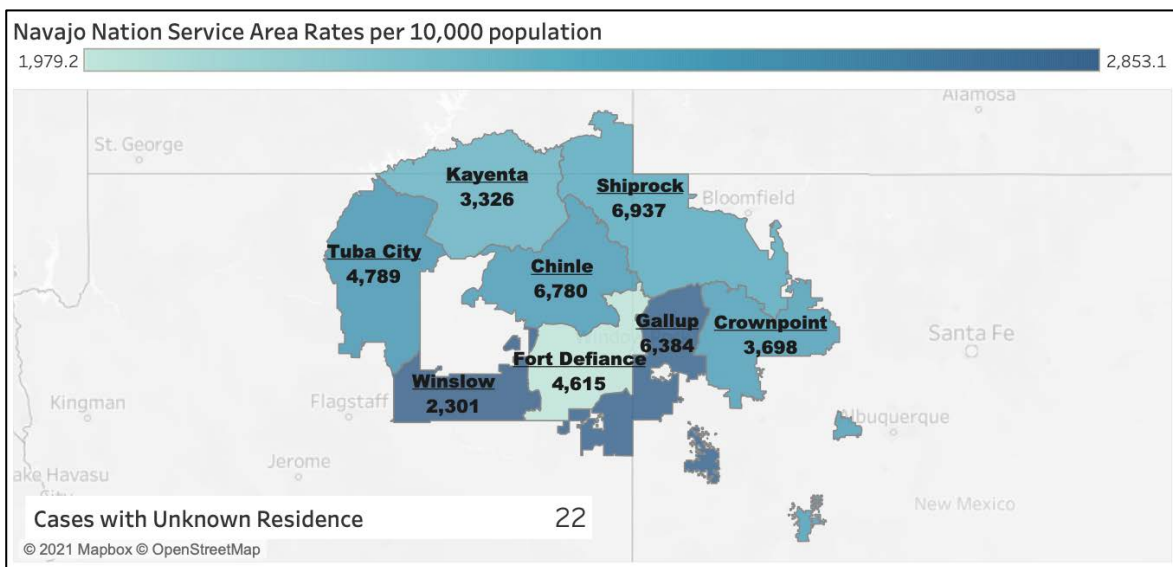 Navajo Nation Service Area Rates per 10,000 population
1,979.2
2,853.1
Alamosa
St. George
Kayenta
3,326
Shiprock
6,937
Bloomfield
Tuba City
4,789
Chinle
6,780
Gallup
6,384
Crownpoint
3,698
Santa Fe
Fort Defiance
4,615
Winslow
2,301
Kingman
Flagstaff
Albuquerque
Jerome
ake Havasu
City
New Mexico
Cases with Unknown Residence 22
© 2021 Mapbox © OpenStreetMap